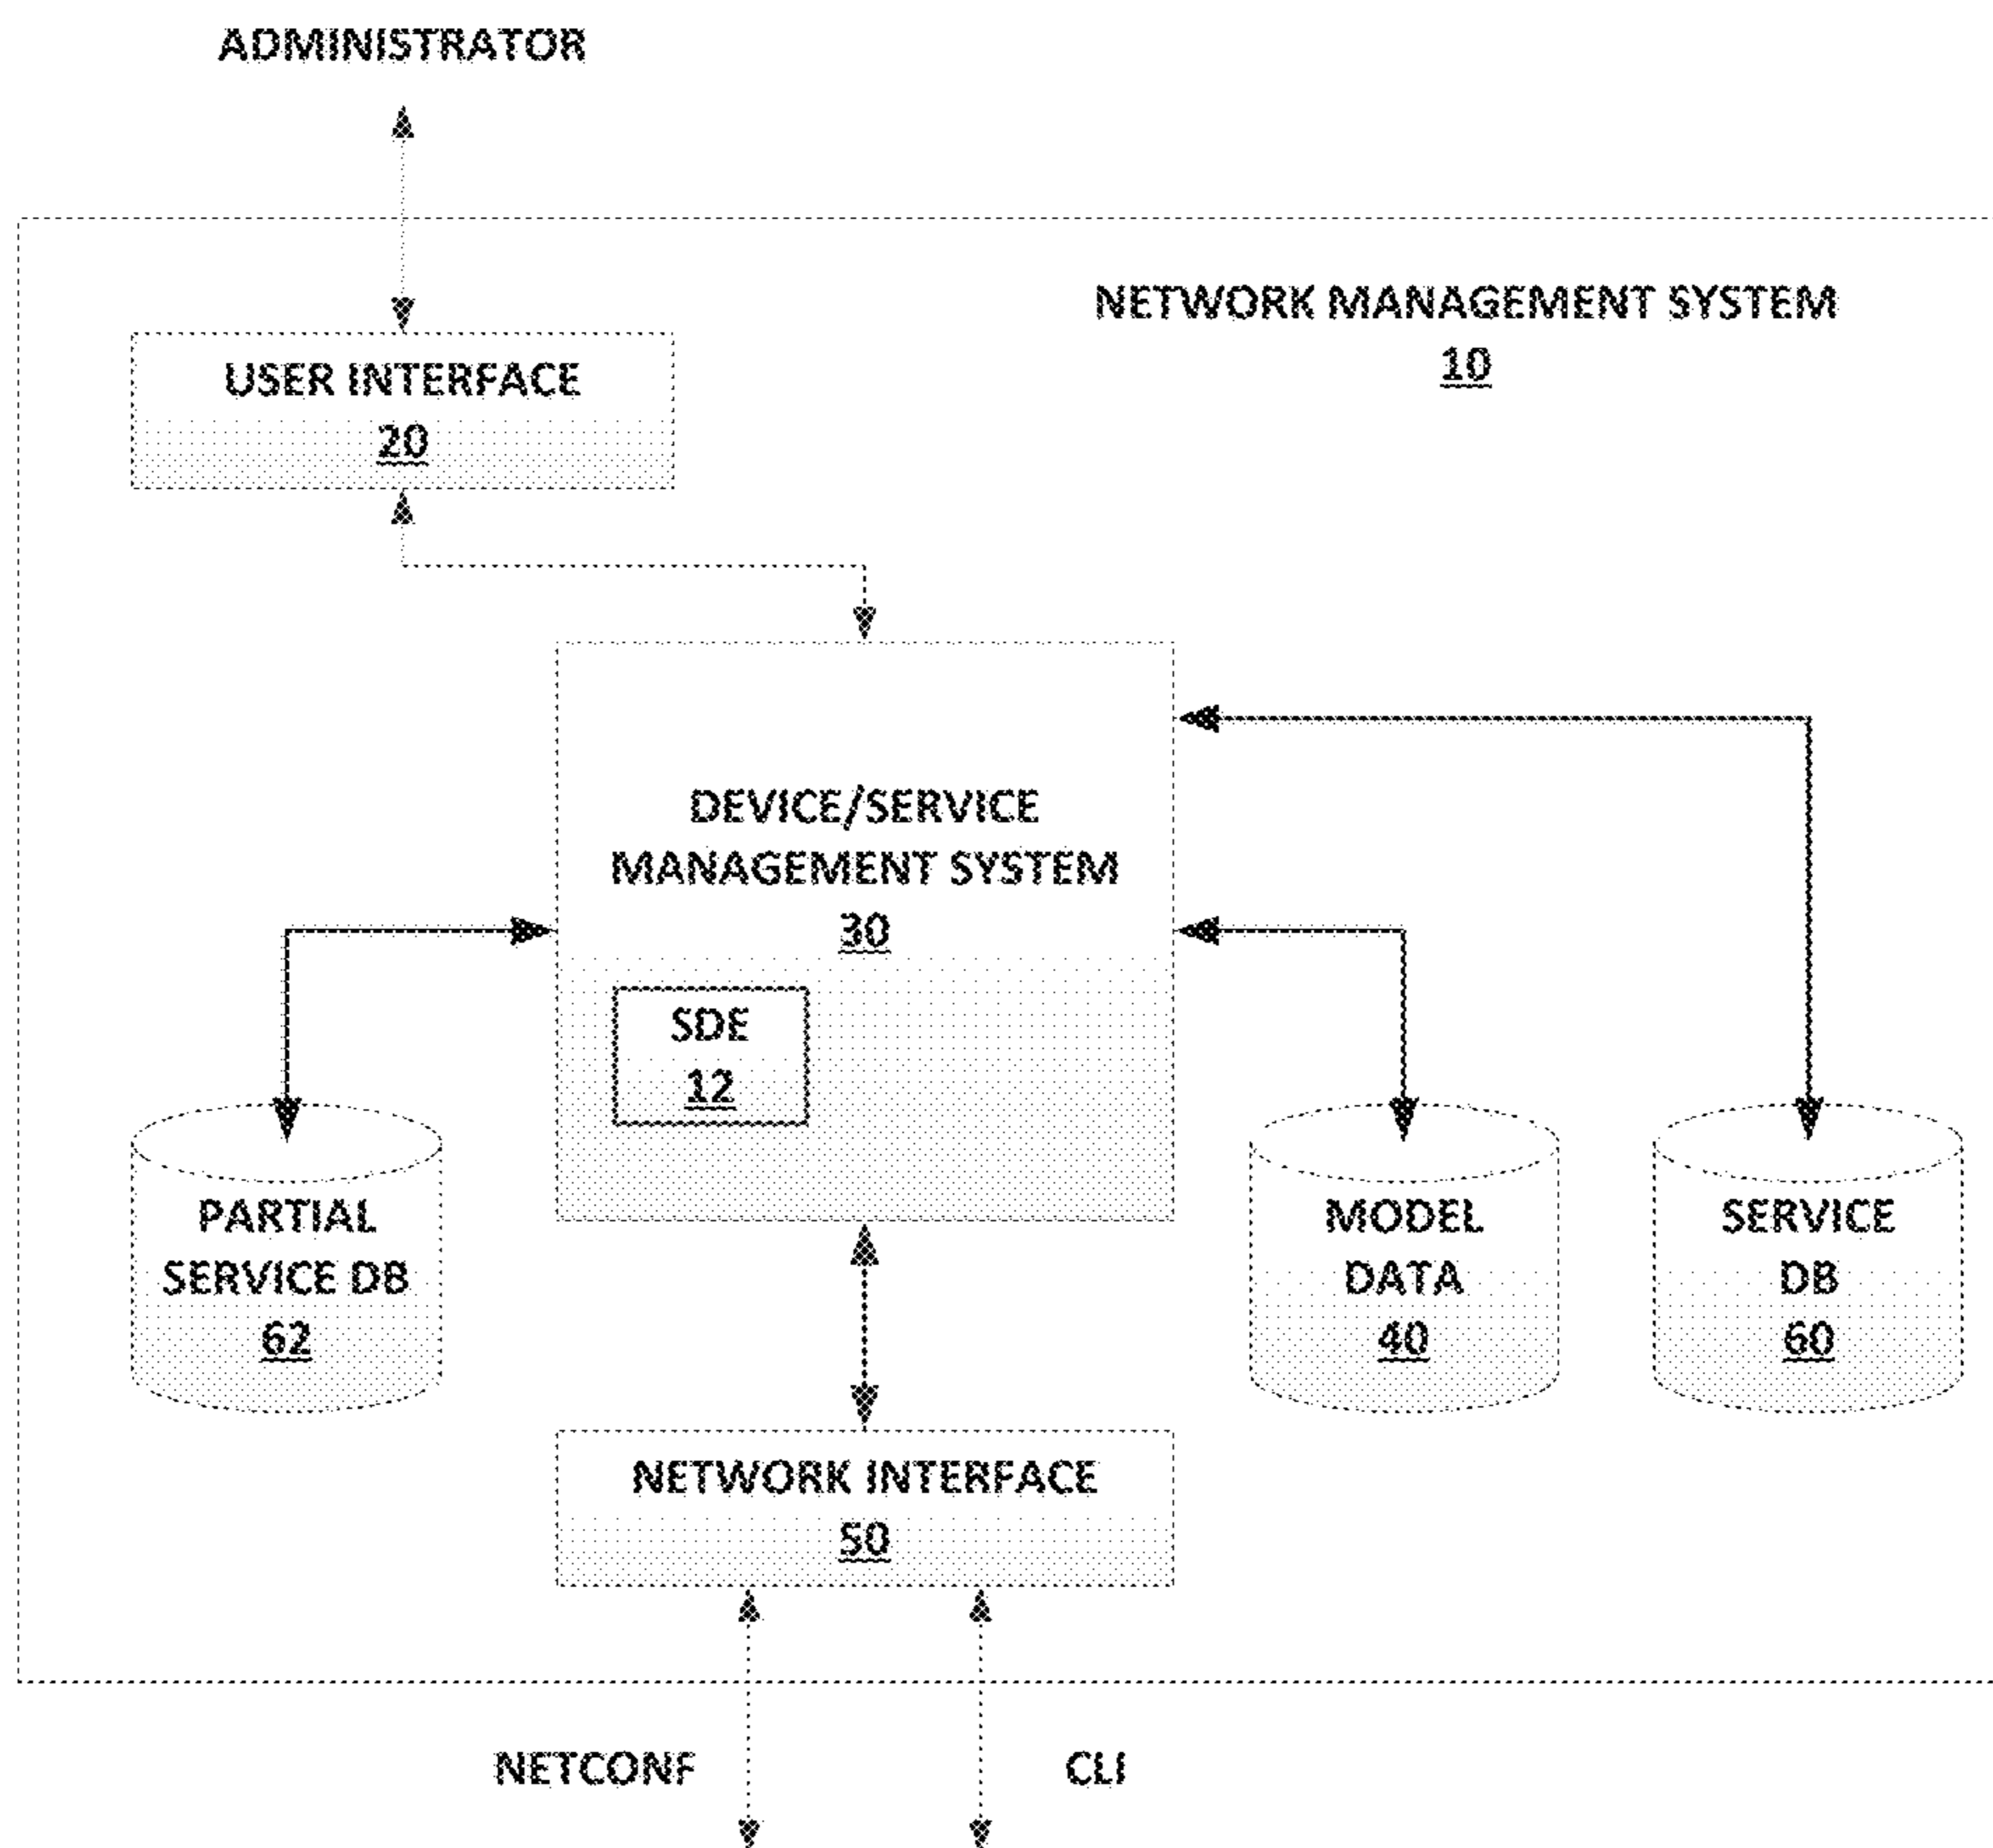 ADMINISTRATOR
NETWORK MANAGEMENT SYSTEM
10
USER INTERFACE
20
DEVICE/SERVICE
MANAGEMENT SYSTEM
30
SDE
12
PARTIAL
SERVICE DB
62
MODEL
DATA
40
SERVICE
DB
60
NETWORK INTERFACE
50
NETCONF
CLI